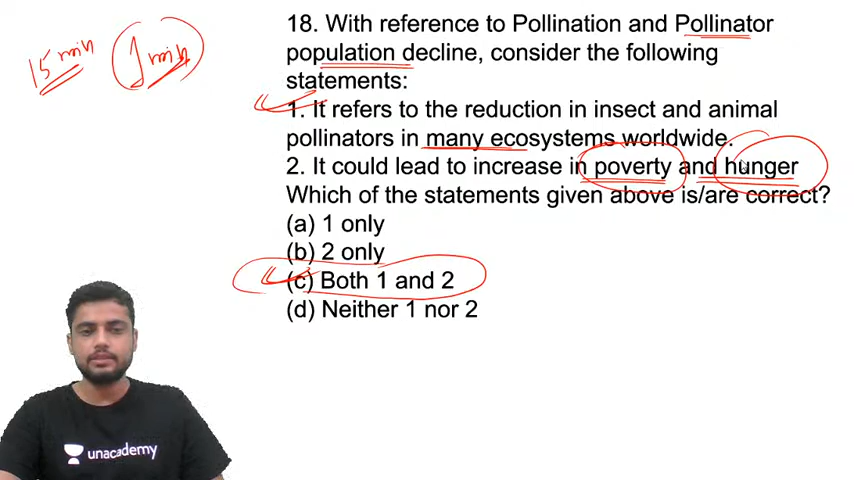 15 min
1 min
18. With reference to Pollination and Pollinator
population decline, consider the following
statements:
1. It refers to the reduction in insect and animal
pollinators in many ecosystems worldwide.
2. It could lead to increase in poverty and hunger
Which of the statements given above is/are correct?
(a) 1 only
(b) 2 only
(c) Both 1 and 2
(d) Neither 1 nor 2
unacademy